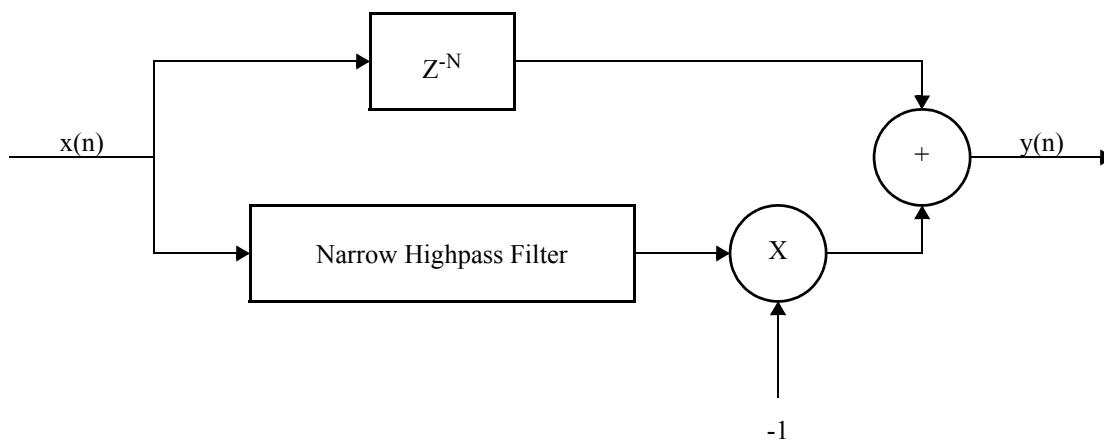 Z-N
x(n)
+
y(n)
Narrow Highpass Filter
X
-1